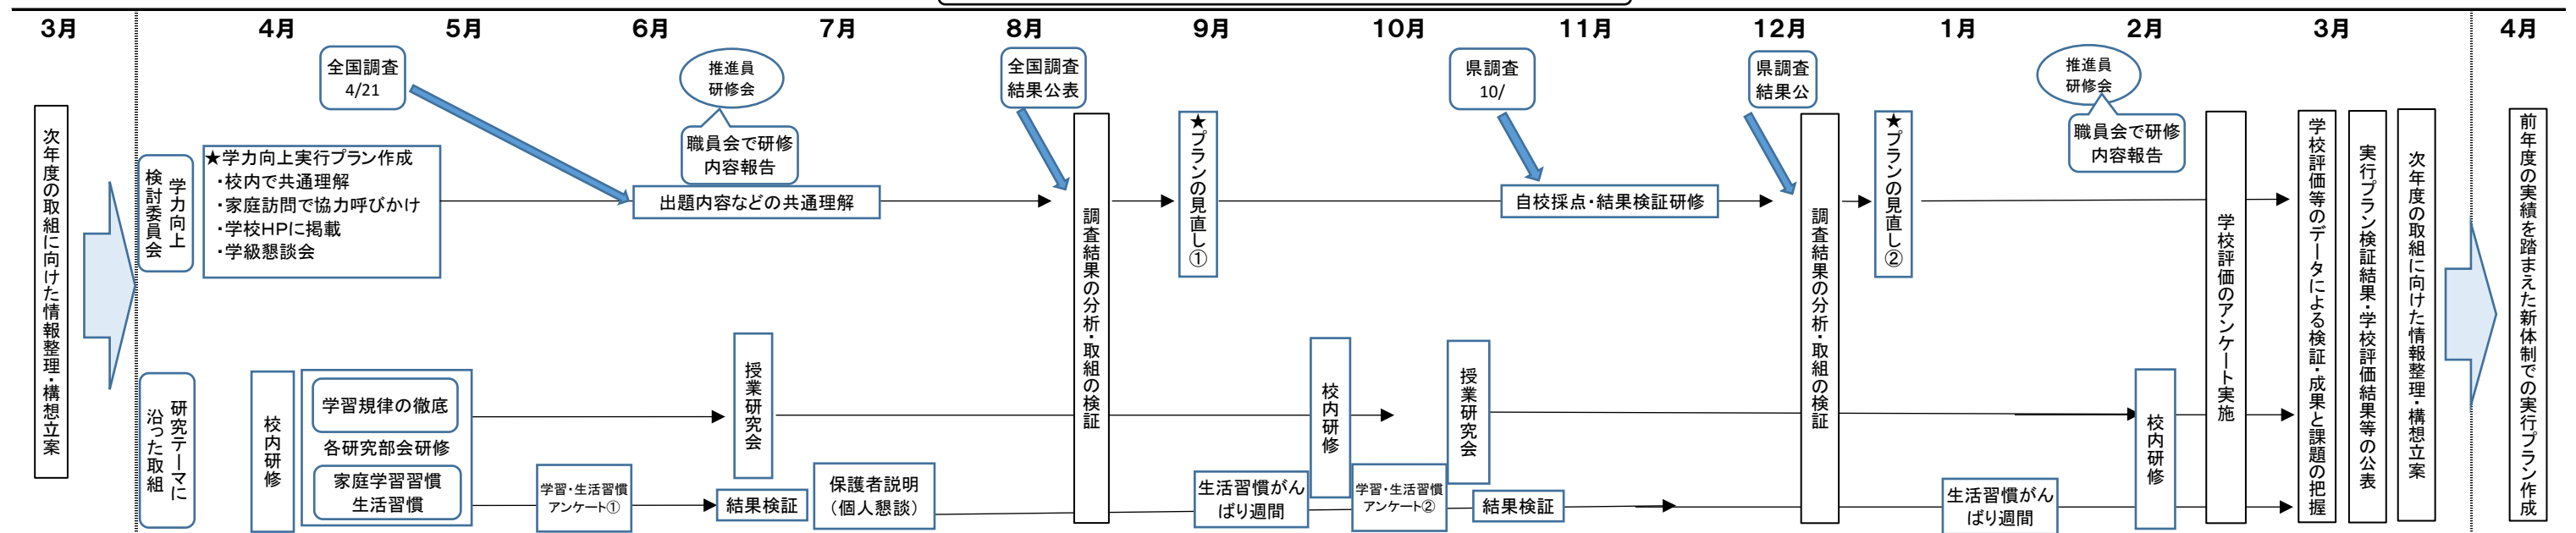 3月
4月
5月
6月
7月
8月
9月
10月
11月
12月
1月
2月
3月
4月
次年度の取組に向けた情報整理・構想立案
学力向上
検討委員会
全国調査
4/21
★学力向上実行プラン作成
・校内で共通理解
・家庭訪問で協力呼びかけ
・学校HPに掲載
・学級懇談会
推進員
研修会
職員会で研修
内容報告
出題内容などの共通理解
全国調査
結果公表
調査結果の分析・取組の検証
★プランの見直し①
県調査
10/
自校採点・結果検証研修
県調査
結果公
調査結果の分析・取組の検証
★プランの見直し②
推進員
研修会
職員会で研修
内容報告
学校評価のアンケート実施
学校評価等のデータによる検証・成果と課題の把握
実行プラン検証結果・学校評価結果等の公表
次年度の取組に向けた情報整理・構想立案
前年度の実績を踏まえた新体制での実行プラン作成
研究テーマに
沿った取組
校内研修
学習規律の徹底
各研究部会研修
家庭学習習慣
生活習慣
学習・生活習慣
アンケート①
授業研究会
結果検証
保護者説明
（個人懇談）
生活習慣がん
ばり週間
校内研修
学習・生活習慣
アンケート②
授業研究会
結果検証
生活習慣がん
ばり週間
校内研修